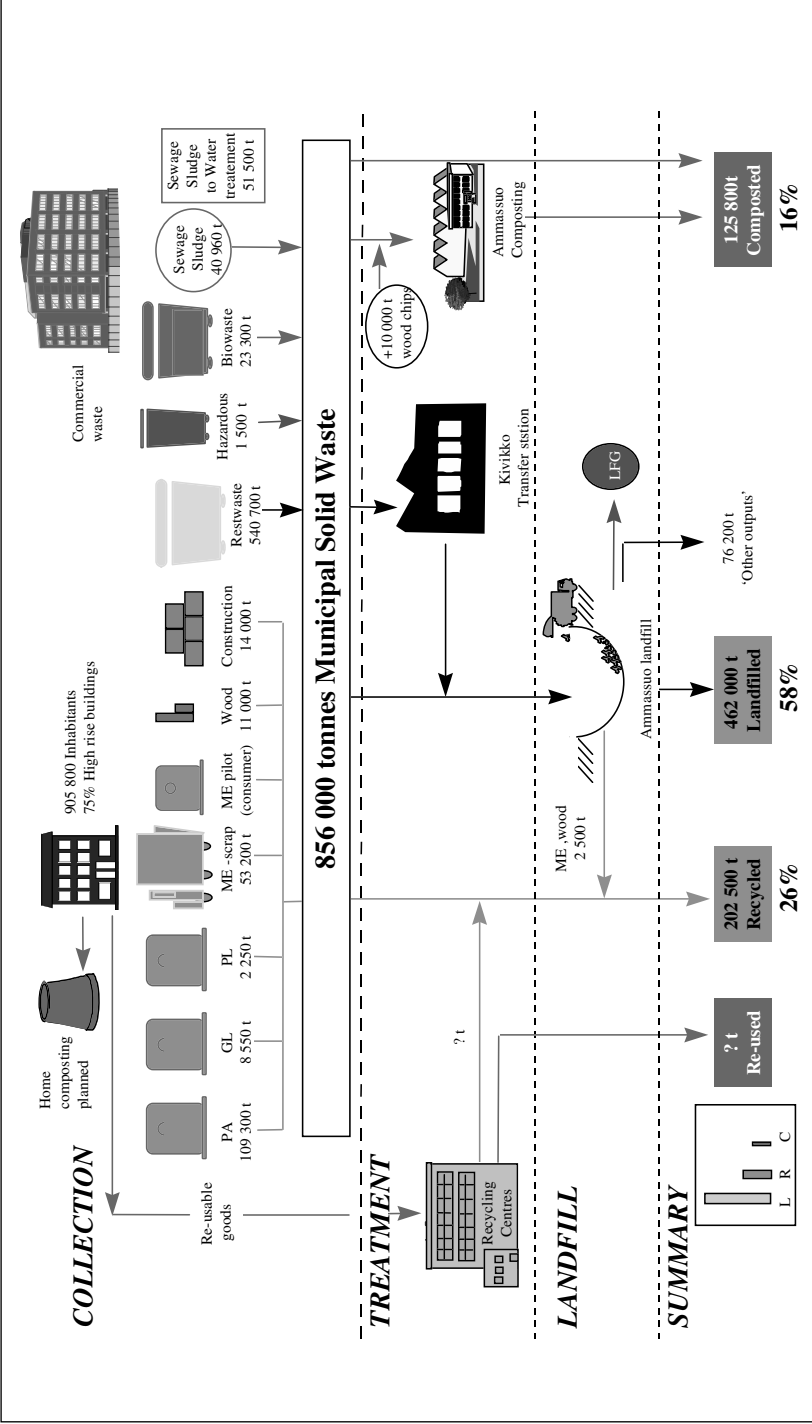 COLLECTION
Home
composting
planned
905 800 Inhabitants
75% High rise buildings
Commercial
waste
Re-usable
goods
PA
109 300 t
GL
8 550 t
PL
2 250 t
ME -scrap
53 200 t
ME pilot
(consumer)
Wood
11 000 t
Construction
14 000 t
Restwaste
540 700 t
Hazardous
1 500 t
Biowaste
23 300 t
Sewage
Sludge
40 960 t
Sewage
Sludge
to Water
treatement
51 500 t
856 000 tonnes Municipal Solid Waste
TREATMENT
Recycling
Centres
? t
Kivikko
Transfer ststion
+10 000 t
wood chips
Ammassuo
Composting
LANDFILL
ME ,wood
2 500 t
Ammassuo landfill
LFG
76 200 t
‘Other outputs’
SUMMARY
L R C
? t
Re-used
202 500 t
Recycled
26%
462 000 t
Landfilled
58%
125 800t
Composted
16%